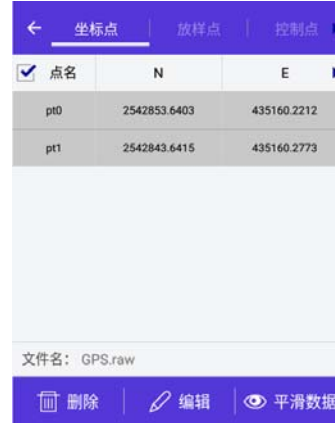 坐标点 放样点 控制点
点名 N E
pt0 2542853.6403 435160.2212
pt1 2542843.6415 435160.2773
文件名： GPS.raw
删除 编辑 平滑数据